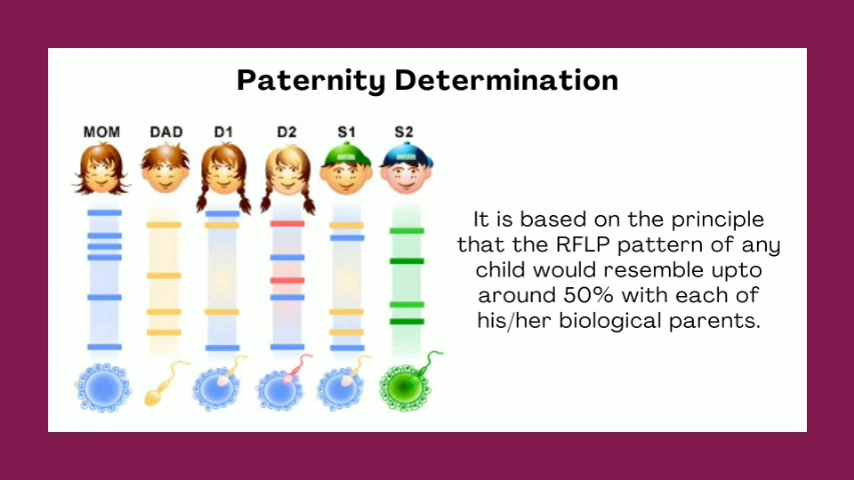 Paternity Determination
MOM DAD D1 D2 S1 S2
It is based on the principle
that the RFLP pattern of any
child would resemble upto
around 50% with each of
his/her biological parents.